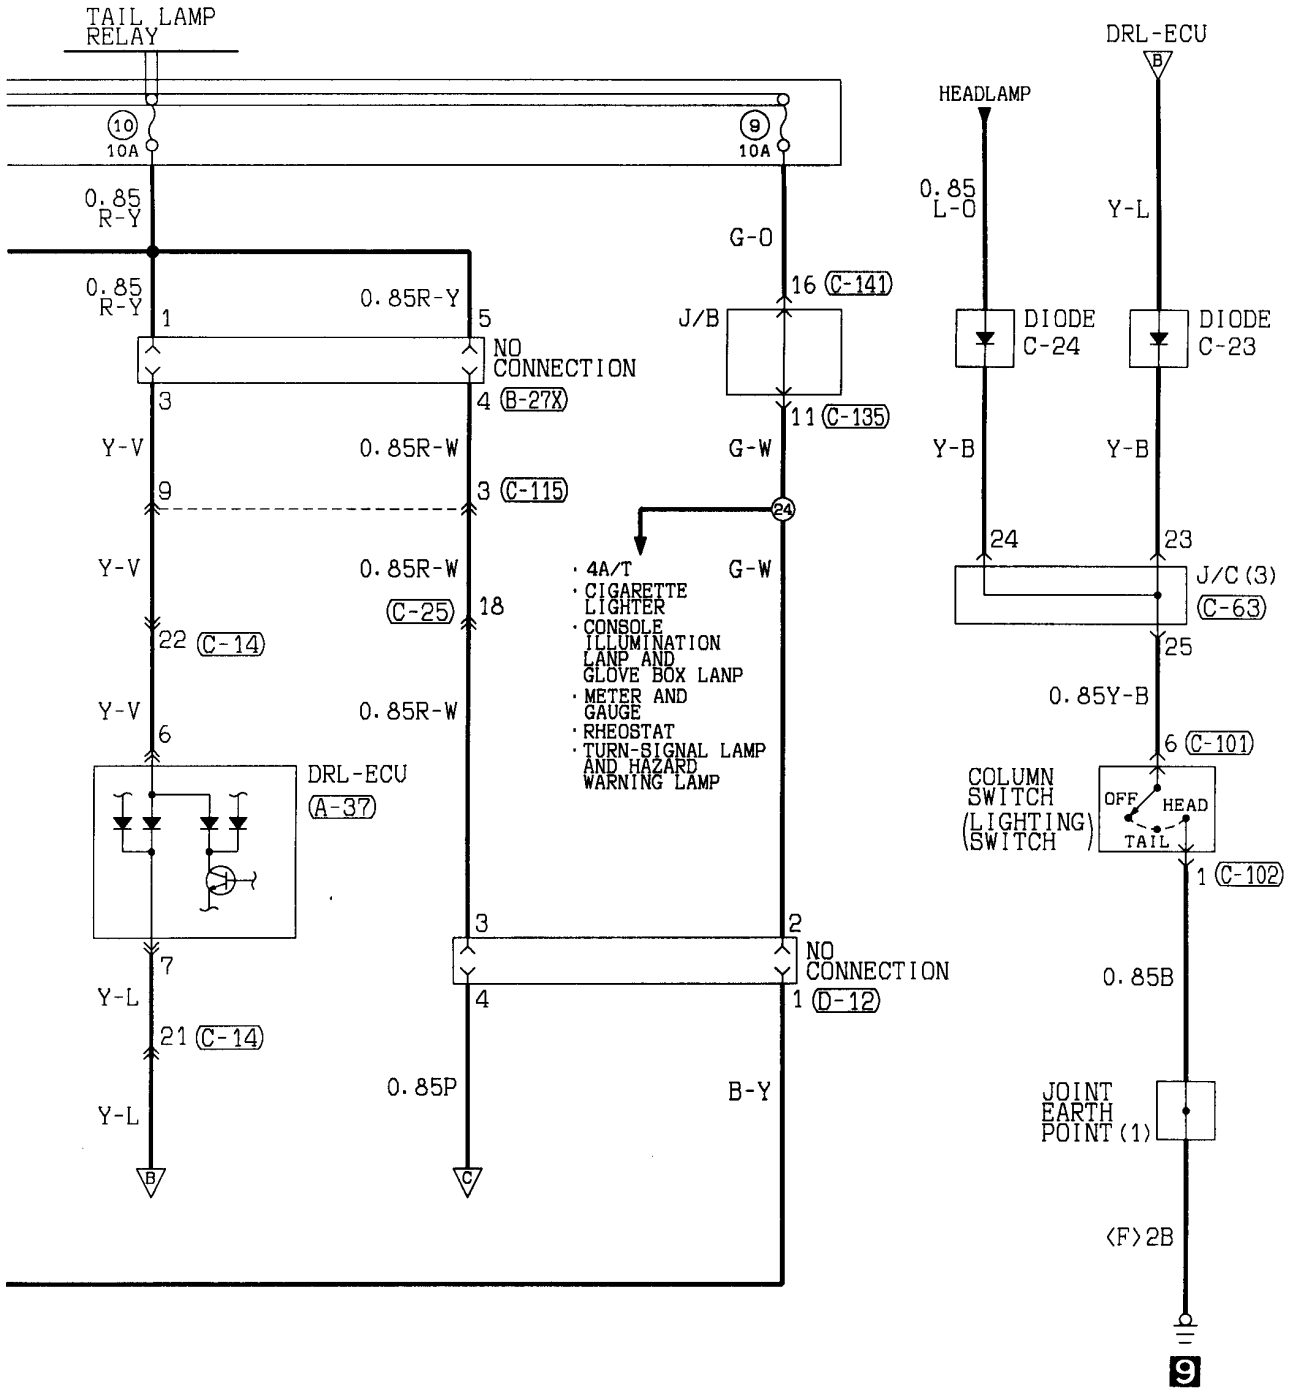 TAIL LAMP
RELAY
DRL-ECU
B
HEADLAMP
10
10A
9
10A
0.85
R-Y
0.85
L-O
Y-L
G-O
0.85
R-Y
0.85R-Y
16 (C-141)
1
5
J/B
DIODE
C-24
DIODE
C-23
NO
CONNECTION
3
4 (B-27X)
11 (C-135)
Y-V
0.85R-W
G-W
Y-B
Y-B
9
3 (C-115)
24
24
23
Y-V
0.85R-W
G-W
· 4A/T
· CIGARETTE
LIGHTER
· CONSOLE
ILLUMINATION
LANP AND
GLOVE BOX LANP
· METER AND
GAUGE
· RHEOSTAT
· TURN-SIGNAL LAMP
AND HAZARD
WARNING LAMP
J/C(3)
(C-63)
(C-25) 18
22 (C-14)
25
Y-V
0.85R-W
0.85Y-B
6
6 (C-101)
DRL-ECU
(A-37)
COLUMN
SWITCH
(LIGHTING)
(SWITCH)
OFF
HEAD
TAIL
1 (C-102)
3
2
NO
CONNECTION
7
4
1 (D-12)
0.85B
Y-L
21 (C-14)
0.85P
B-Y
Y-L
JOINT
EARTH
POINT(1)
B
C
<F>2B
9